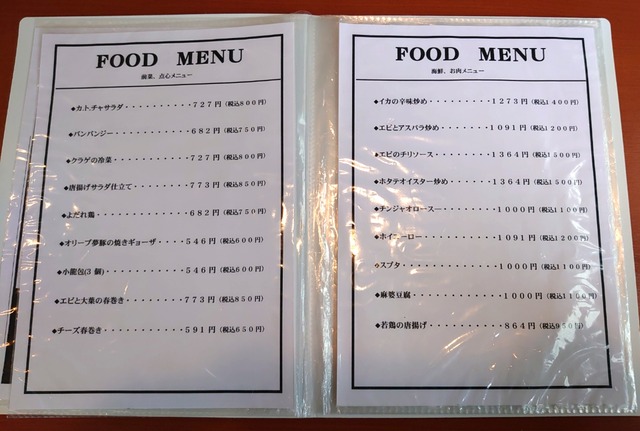 FOOD MENU
前菜、点心メニュー
◆カ.ト.チャサラダ・・・・・・・・・・727円(税込800円)
◆バンバンジー・・・・・・・・・・・682円(税込750円)
◆クラゲの冷菜・・・・・・・・・・・727円(税込800円)
◆唐揚げサラダ仕立て・・・・・・・・773円(税込850円)
◆よだれ鶏・・・・・・・・・・・・・682円(税込750円)
◆オリーブ夢豚の焼きギョーザ・・・・546円(税込600円)
◆小龍包(3個)・・・・・・・・・・・546円(税込600円)
◆エビと大葉の春巻き・・・・・・・・773円(税込850円)
◆チーズ春巻き・・・・・・・・・・・591円(税込650円)
FOOD MENU
海鮮、お肉メニュー
◆イカの辛味炒め・・・・・・・・・1273円(税込1400円)
◆エビとアスパラ炒め・・・・・・・1091円(税込1200円)
◆エビのチリソース・・・・・・・・1364円(税込1500円)
◆ホタテオイスター炒め・・・・・・1364円(税込1500円)
◆チンジャオロース・・・・・・・・1000円(税込1100円)
◆ホイコーロー・・・・・・・・・・1091円(税込1200円)
◇スブタ・・・・・・・・・・・・・1000円(税込1100円)
◆麻婆豆腐・・・・・・・・・・・・1000円(税込1100円)
◆若鶏の唐揚げ・・・・・・・・・・864円(税込950円)